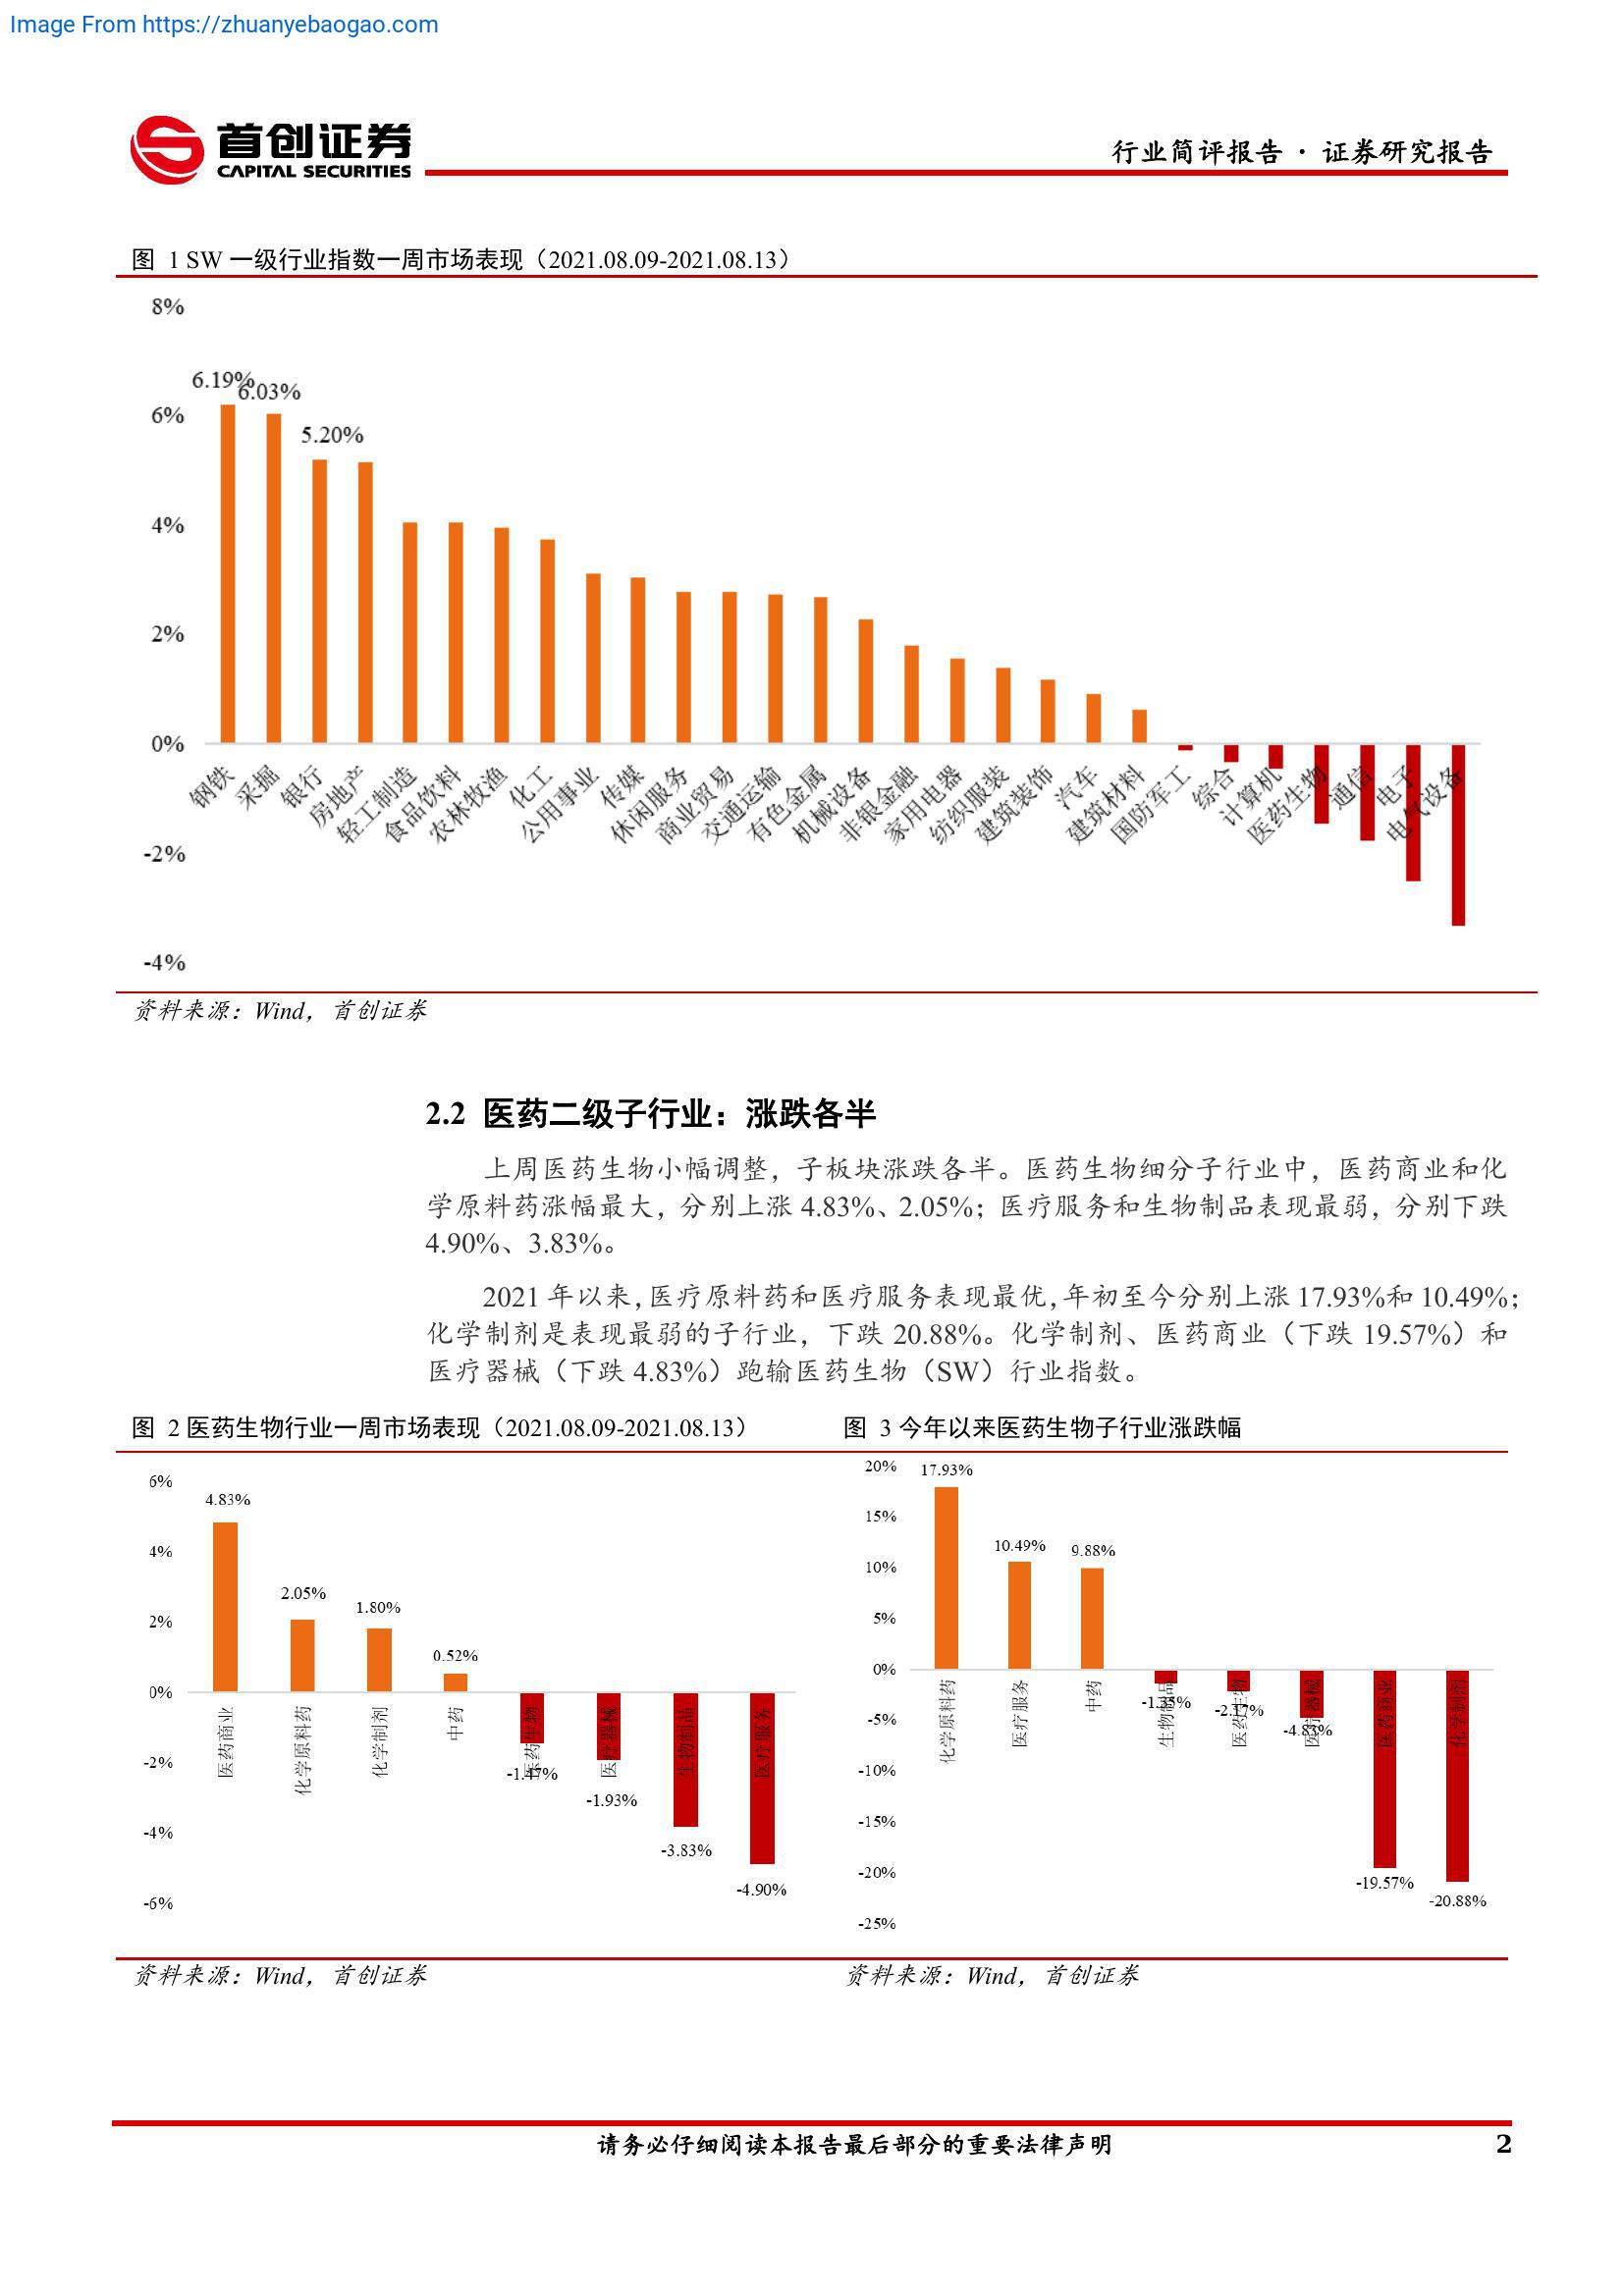 Image From https://zhuanyebaogao.com
首创证券
CAPITAL SECURITIES
行业简评报告 · 证券研究报告
图 1 SW 一级行业指数一周市场表现（2021.08.09-2021.08.13）
8%
6%
4%
2%
0%
-2%
-4%
6.19%
6.03%
5.20%
钢铁
采掘
银行
房地产
轻工制造
食品饮料
农林牧渔
化工
公用事业
传媒
休闲服务
商业贸易
交通运输
有色金属
机械设备
非银金融
家用电器
纺织服装
建筑装饰
汽车
建筑材料
国防军工
综合
计算机
医药生物
通信
电子
电气设备
资料来源：Wind，首创证券
2.2 医药二级子行业：涨跌各半
上周医药生物小幅调整，子板块涨跌各半。医药生物细分子行业中，医药商业和化
学原料药涨幅最大，分别上涨 4.83%、2.05%；医疗服务和生物制品表现最弱，分别下跌
4.90%、3.83%。
2021 年以来，医疗原料药和医疗服务表现最优，年初至今分别上涨 17.93%和 10.49%；
化学制剂是表现最弱的子行业，下跌 20.88%。化学制剂、医药商业（下跌 19.57%）和
医疗器械（下跌 4.83%）跑输医药生物（SW）行业指数。
图 2 医药生物行业一周市场表现（2021.08.09-2021.08.13）
6%
4%
2%
0%
-2%
-4%
-6%
4.83%
2.05%
1.80%
0.52%
-1.47%
-1.93%
-3.83%
-4.90%
医药商业
化学原料药
化学制剂
中药
医药生物
医疗器械
生物制品
医疗服务
资料来源：Wind，首创证券
图 3 今年以来医药生物子行业涨跌幅
20%
15%
10%
5%
0%
-5%
-10%
-15%
-20%
-25%
17.93%
10.49%
9.88%
-1.35%
-2.17%
-4.83%
-19.57%
-20.88%
化学原料药
医疗服务
中药
生物制品
医药生物
医疗器械
医药商业
化学制剂
资料来源：Wind，首创证券
请务必仔细阅读本报告最后部分的重要法律声明
2